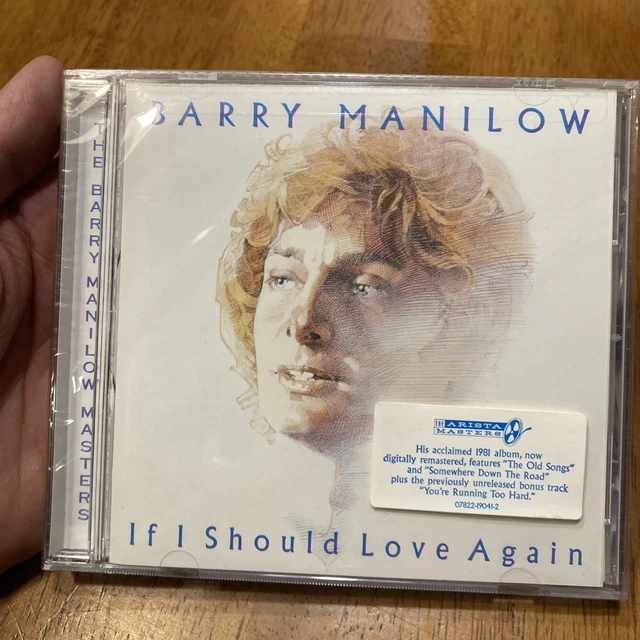 BARRY MANILOW
THE BARRY MANILOW MASTERS
THE ARISTA
MASTERS
His acclaimed 1981 album, now
digitally remastered, features "The Old Songs"
and "Somewhere Down The Road"
plus the previously unreleased bonus track
"You're Running Too Hard."
07822-19041-2
If I Should Love Again